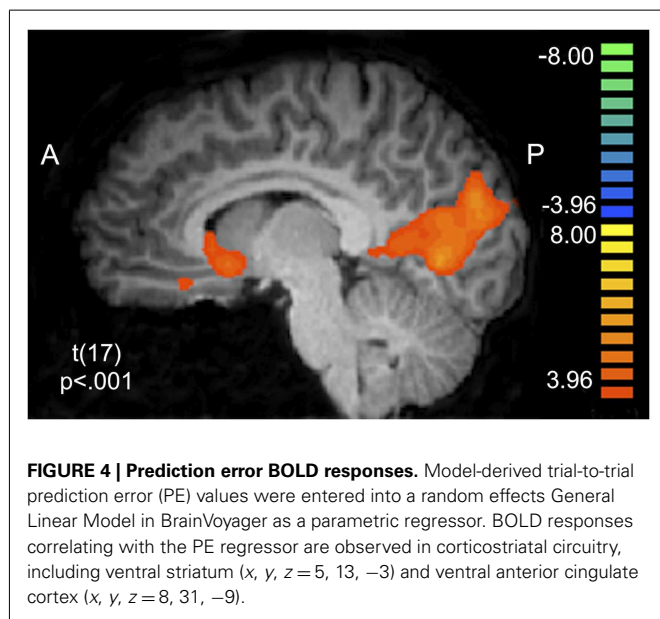 A
P
-8.00
-3.96
8.00
3.96
t(17)
p<.001
FIGURE 4 | Prediction error BOLD responses. Model-derived trial-to-trial
prediction error (PE) values were entered into a random effects General
Linear Model in BrainVoyager as a parametric regressor. BOLD responses
correlating with the PE regressor are observed in corticostriatal circuitry,
including ventral striatum (x, y, z = 5, 13, −3) and ventral anterior cingulate
cortex (x, y, z = 8, 31, −9).